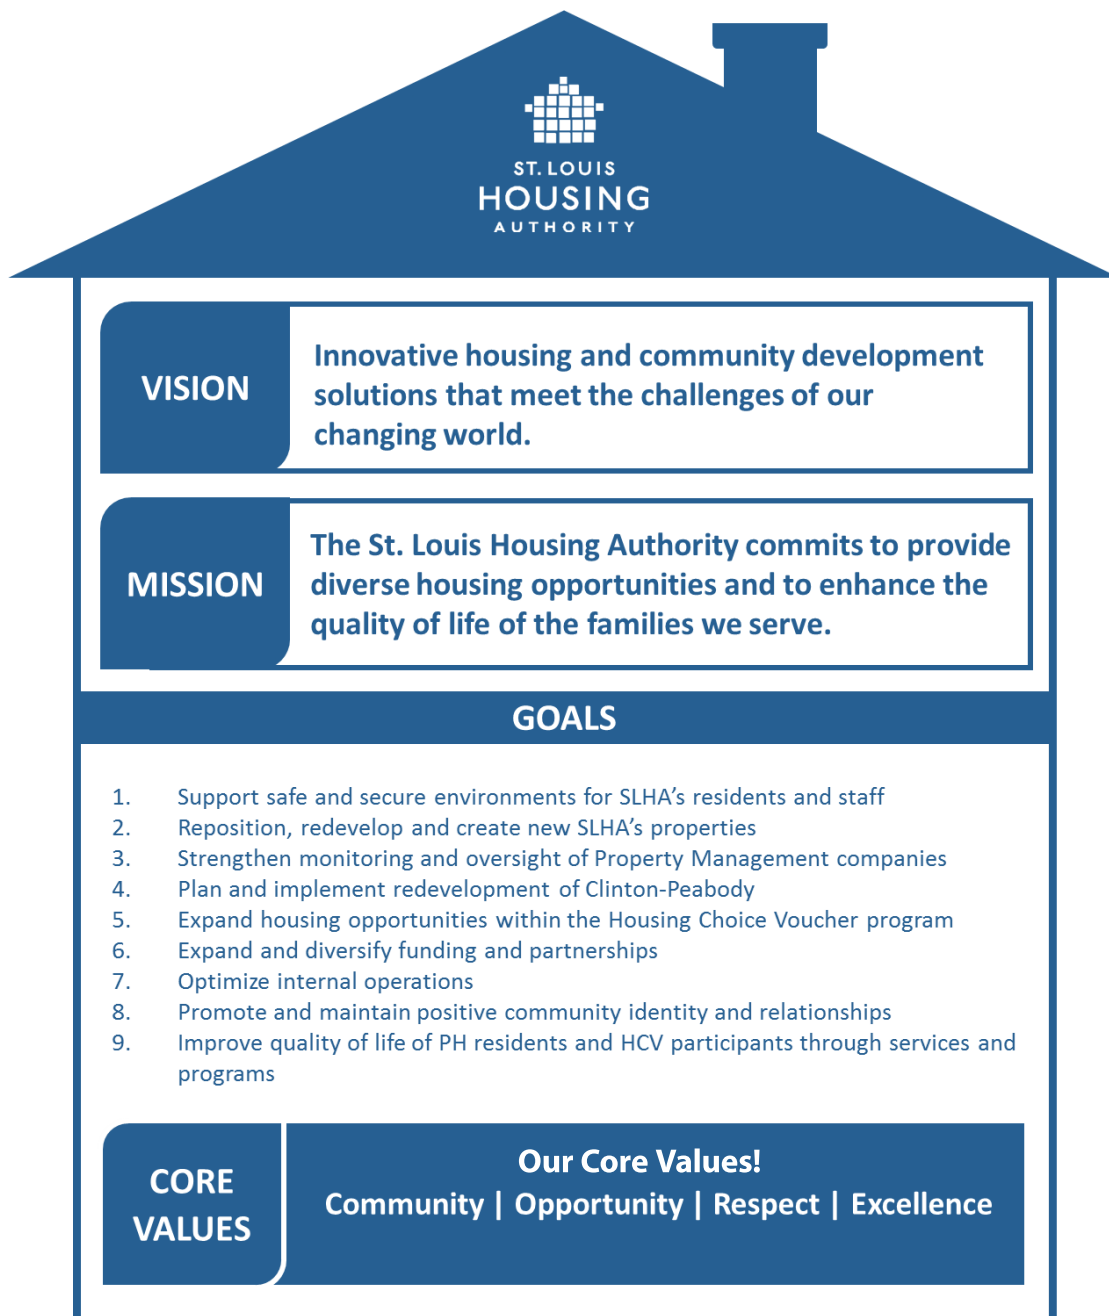 ST. LOUIS
HOUSING
AUTHORITY
VISION
Innovative housing and community development
solutions that meet the challenges of our
changing world.
MISSION
The St. Louis Housing Authority commits to provide
diverse housing opportunities and to enhance the
quality of life of the families we serve.
GOALS
1. Support safe and secure environments for SLHA’s residents and staff
2. Reposition, redevelop and create new SLHA’s properties
3. Strengthen monitoring and oversight of Property Management companies
4. Plan and implement redevelopment of Clinton-Peabody
5. Expand housing opportunities within the Housing Choice Voucher program
6. Expand and diversify funding and partnerships
7. Optimize internal operations
8. Promote and maintain positive community identity and relationships
9. Improve quality of life of PH residents and HCV participants through services and
programs
CORE
VALUES
Our Core Values!
Community | Opportunity | Respect | Excellence